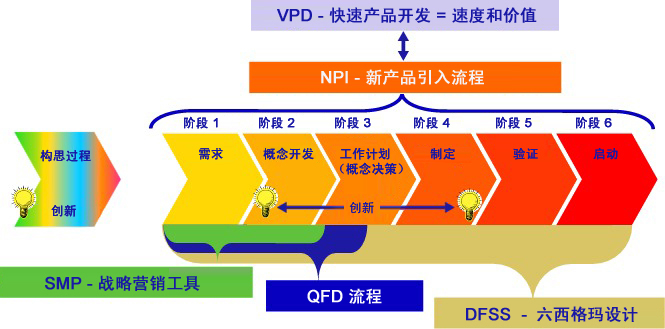 VPD - 快速产品开发 = 速度和价值
NPI - 新产品引入流程
阶段 1
阶段 2
阶段 3
阶段 4
阶段 5
阶段 6
构思过程
创新
需求
概念开发
工作计划
（概念决策）
制定
验证
启动
创新
SMP - 战略营销工具
QFD 流程
DFSS - 六西格玛设计